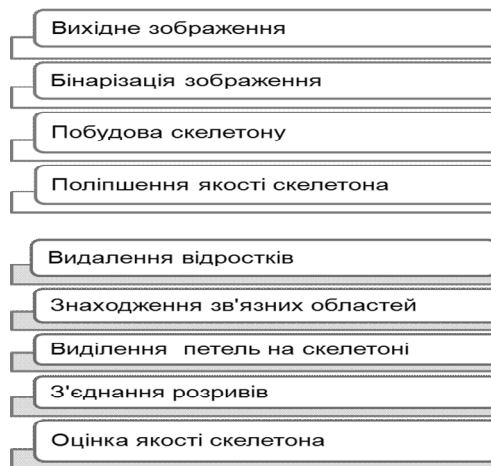 Вихідне зображення
Бінарізація зображення
Побудова скелетону
Поліпшення якості скелетона
Видалення відростків
Знаходження зв'язних областей
Виділення петель на скелетоні
З'єднання розривів
Оцінка якості скелетона